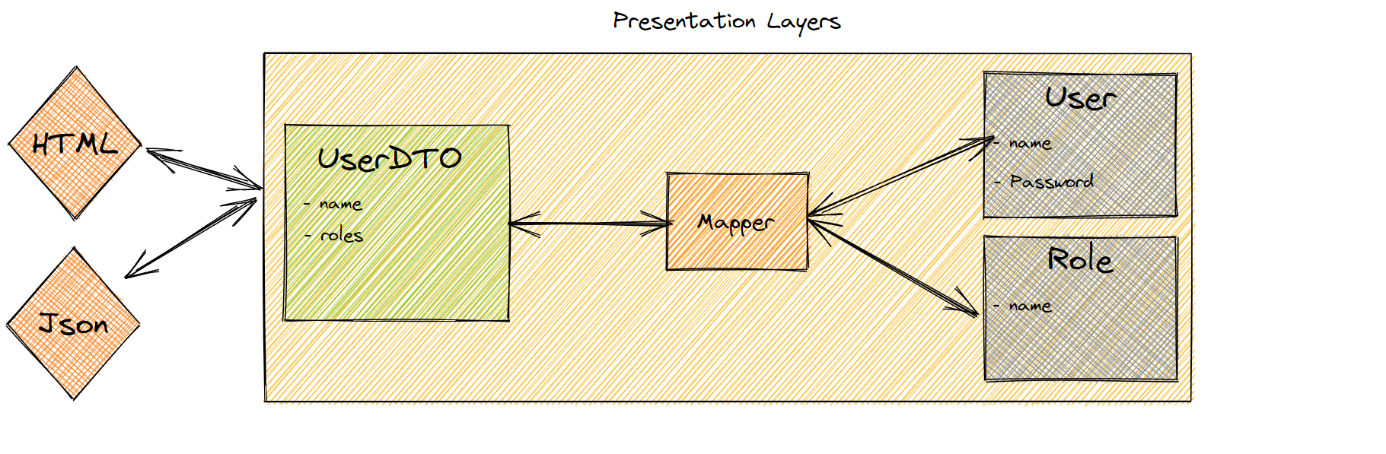 Presentation Layers
HTML
Json
UserDTO
- name
- roles
Mapper
User
- name
- Password
Role
- name